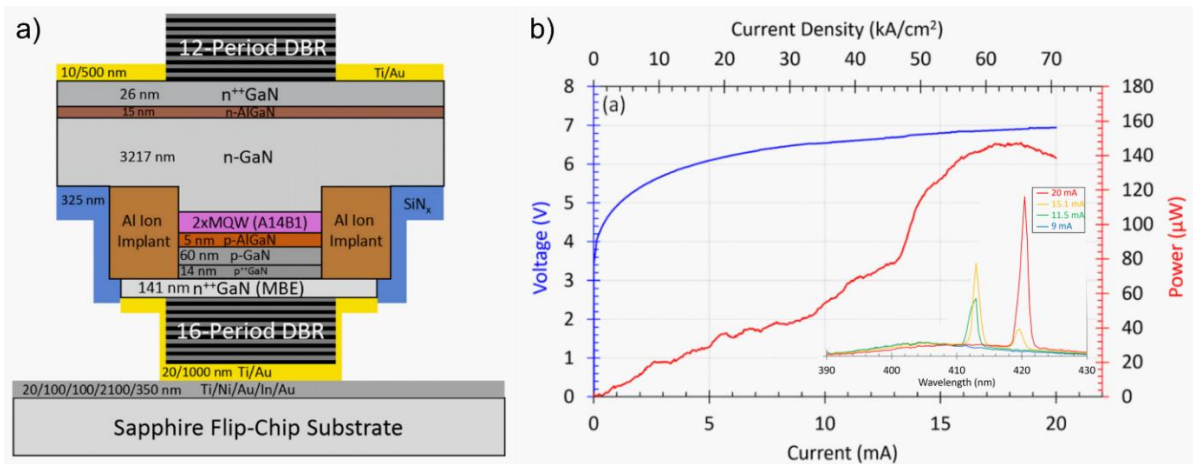 a)
12-Period DBR
10/500 nm Ti/Au
26 nm n⁺⁺GaN
15 nm n-AlGaN
3217 nm n-GaN
325 nm SiNₓ
Al Ion Implant
Al Ion Implant
2xMQW (A14B1)
5 nm p-AlGaN
60 nm p-GaN
14 nm p⁺⁺GaN
141 nm n⁺⁺GaN (MBE)
16-Period DBR
20/1000 nm Ti/Au
20/100/100/2100/350 nm Ti/Ni/Au/In/Au
Sapphire Flip-Chip Substrate
b)
Current Density (kA/cm²)
0 10 20 30 40 50 60 70
(a)
Voltage (V)
8
7
6
5
4
3
2
1
0
Power (µW)
180
160
140
120
100
80
60
40
20
0
20 mA
15.1 mA
11.5 mA
9 mA
390 400 410 420 430
Wavelength (nm)
0 5 10 15 20
Current (mA)